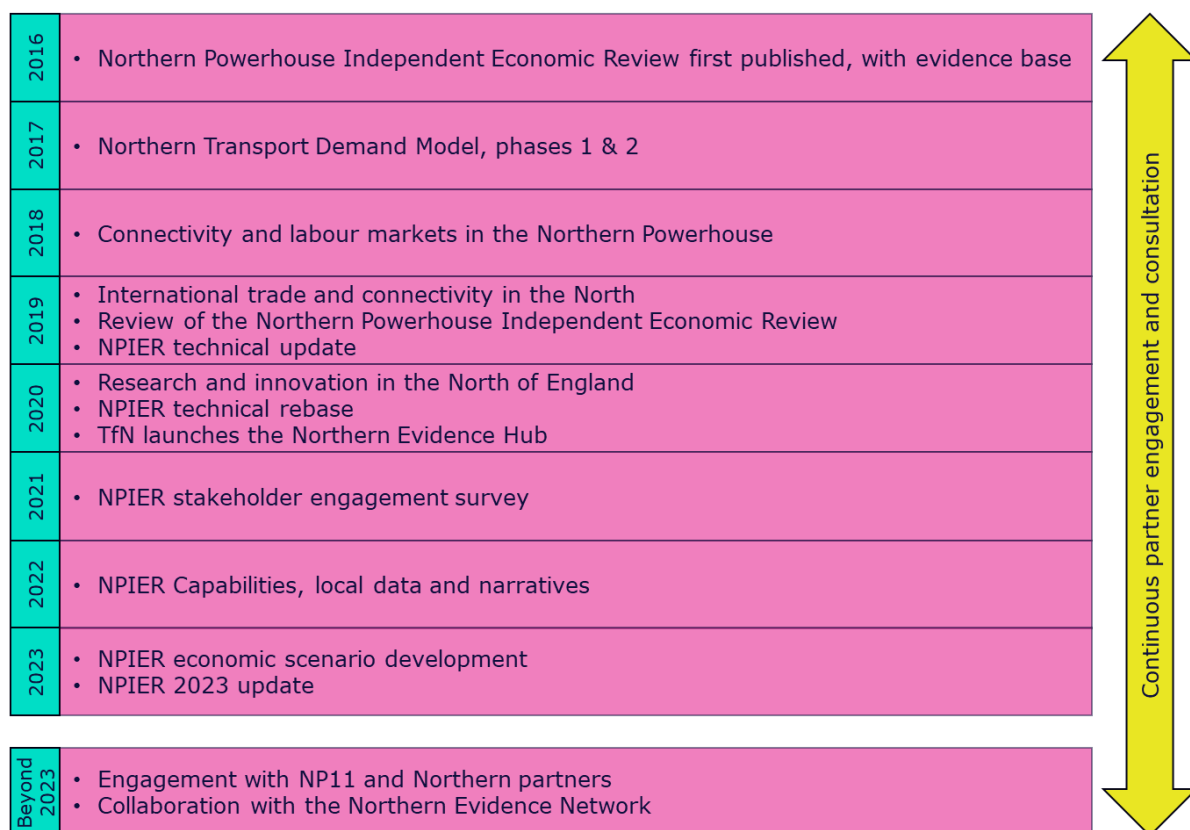 2016
• Northern Powerhouse Independent Economic Review first published, with evidence base
2017
• Northern Transport Demand Model, phases 1 & 2
2018
• Connectivity and labour markets in the Northern Powerhouse
2019
• International trade and connectivity in the North
• Review of the Northern Powerhouse Independent Economic Review
• NPIER technical update
2020
• Research and innovation in the North of England
• NPIER technical rebase
• TfN launches the Northern Evidence Hub
2021
• NPIER stakeholder engagement survey
2022
• NPIER Capabilities, local data and narratives
2023
• NPIER economic scenario development
• NPIER 2023 update
Beyond
2023
• Engagement with NP11 and Northern partners
• Collaboration with the Northern Evidence Network
Continuous partner engagement and consultation